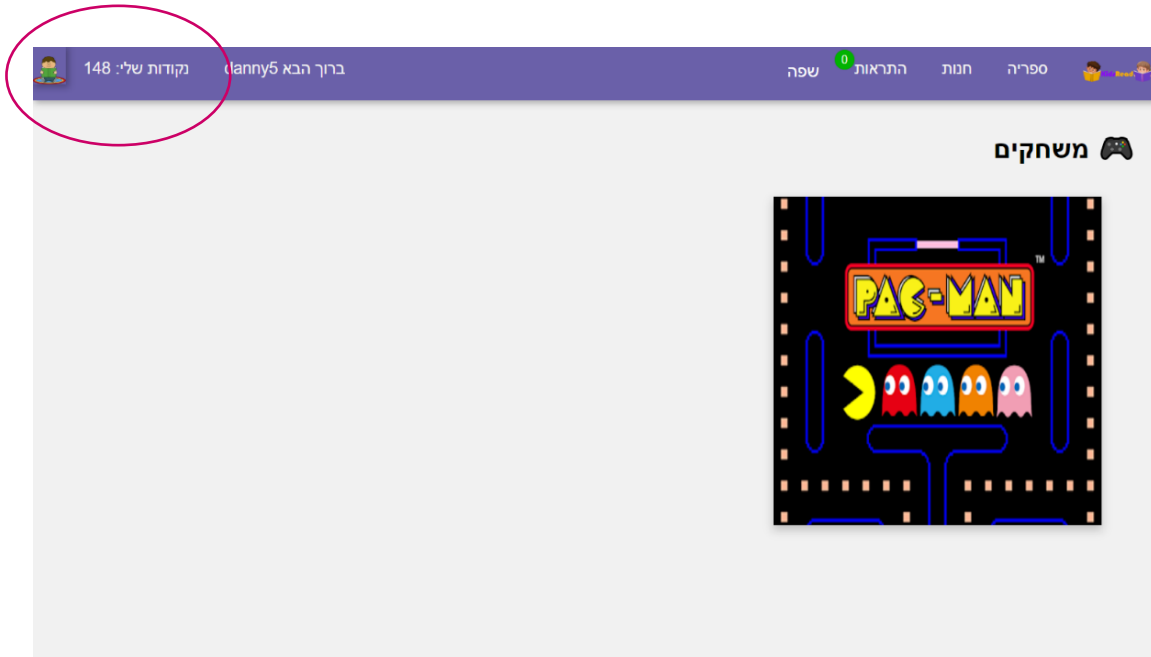 ספריה
חנות
התראות 0
שפה
ברוך הבא danny5
נקודות שלי: 148
משחקים
PAC-MAN TM